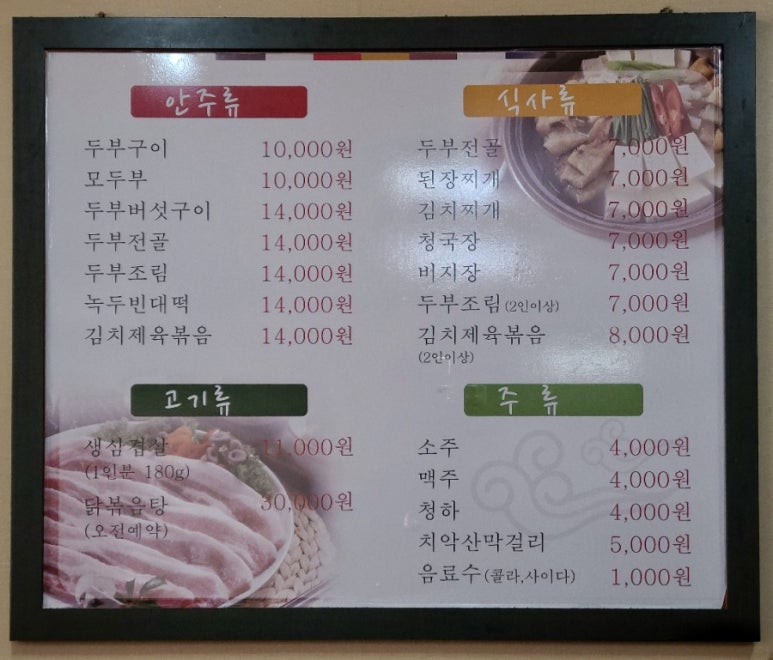 안주류
두부구이 10,000원
모두부 10,000원
두부버섯구이 14,000원
두부전골 14,000원
두부조림 14,000원
녹두빈대떡 14,000원
김치제육볶음 14,000원
식사류
두부전골 7,000원
된장찌개 7,000원
김치찌개 7,000원
청국장 7,000원
비지장 7,000원
두부조림(2인이상) 7,000원
김치제육볶음 8,000원
(2인이상)
고기류
생삼겹살 11,000원
(1인분 180g)
닭볶음탕 30,000원
(오전예약)
주류
소주 4,000원
맥주 4,000원
청하 4,000원
치악산막걸리 5,000원
음료수(콜라,사이다) 1,000원